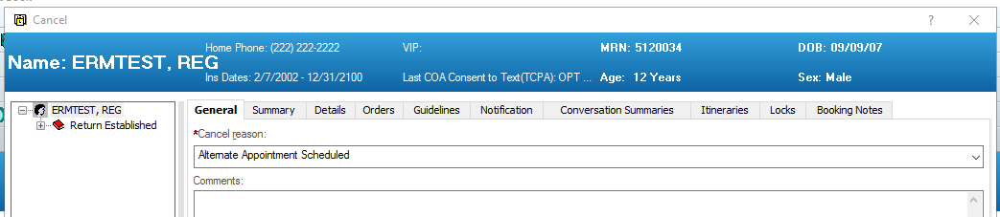 Cancel
Home Phone: (222) 222-2222 VIP: MRN: 5120034 DOB: 09/09/07
Name: ERMTEST, REG
Ins Dates: 2/7/2002 - 12/31/2100 Last COA Consent to Text(TCPA): OPT ... Age: 12 Years Sex: Male
ERMTEST, REG
Return Established
General Summary Details Orders Guidelines Notification Conversation Summaries Itineraries Locks Booking Notes
*Cancel reason:
Alternate Appointment Scheduled
Comments: